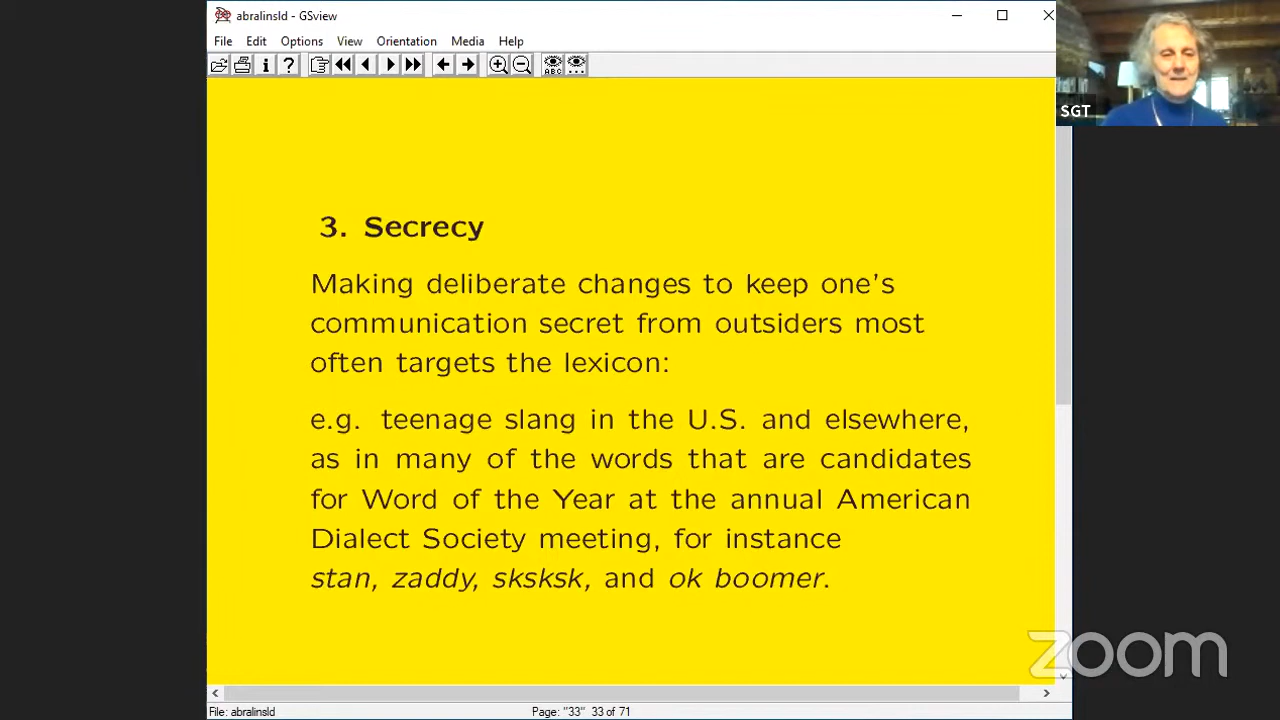 abralinsld - GSview
File Edit Options View Orientation Media Help
i ? ABC
SGT
3. Secrecy
Making deliberate changes to keep one's
communication secret from outsiders most
often targets the lexicon:
e.g. teenage slang in the U.S. and elsewhere,
as in many of the words that are candidates
for Word of the Year at the annual American
Dialect Society meeting, for instance
stan, zaddy, sksksk, and ok boomer.
zoom
File: abralinsld Page: "33" 33 of 71